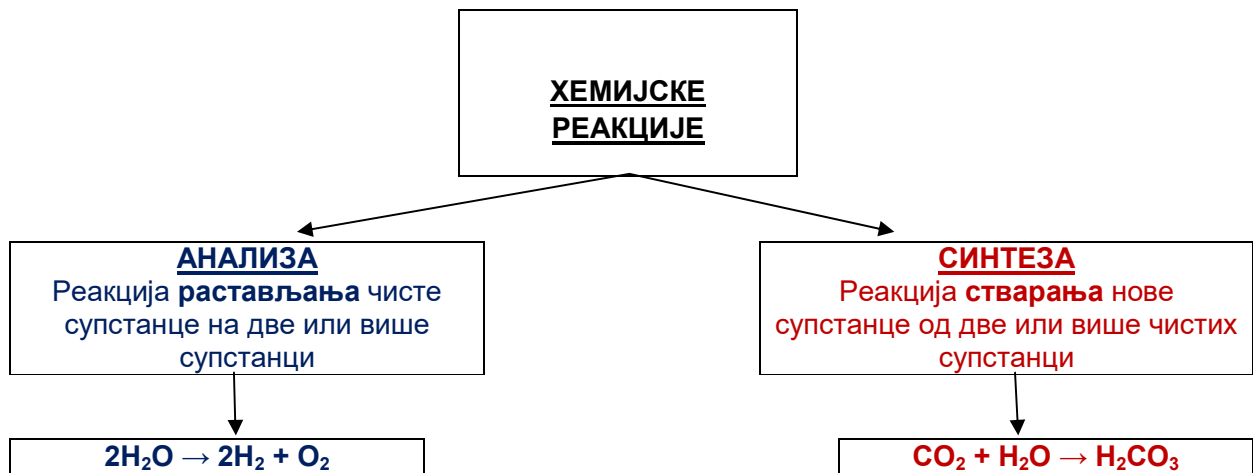 ХЕМИЈСКЕ
РЕАКЦИЈЕ
АНАЛИЗА
Реакција растављања чисте
супстанце на две или више
супстанци
СИНТЕЗА
Реакција стварања нове
супстанце од две или више чистих
супстанци
2H₂O → 2H₂ + O₂
CO₂ + H₂O → H₂CO₃